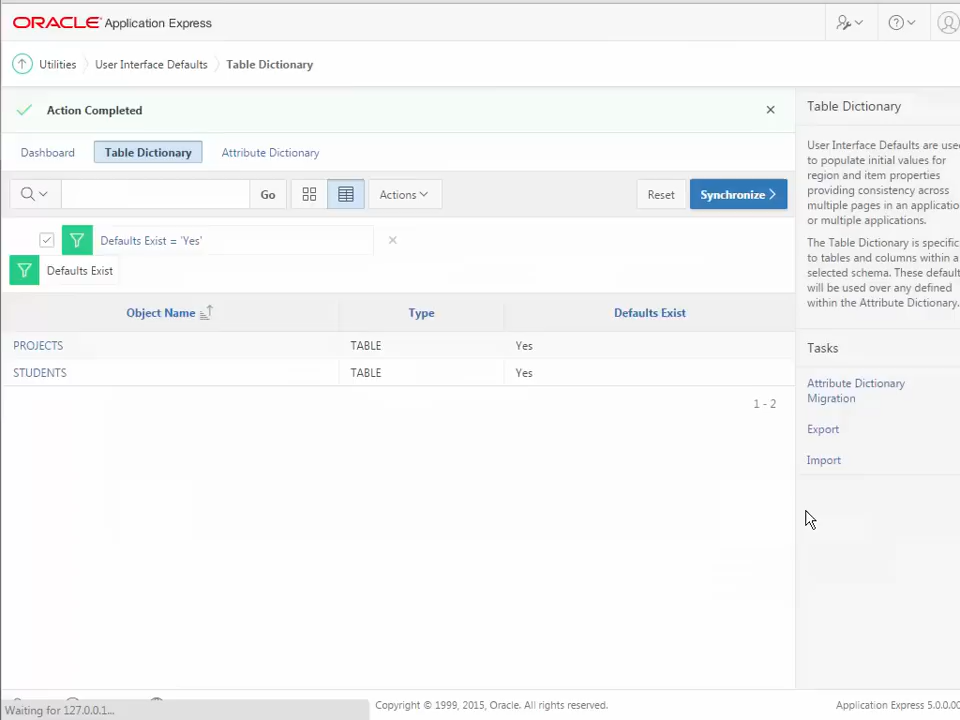 ORACLE Application Express
Utilities
User Interface Defaults
Table Dictionary
Action Completed
Dashboard
Table Dictionary
Attribute Dictionary
Go
Actions
Reset
Synchronize
Defaults Exist = 'Yes'
Defaults Exist
Object Name
Type
Defaults Exist
PROJECTS
TABLE
Yes
STUDENTS
TABLE
Yes
1 - 2
Table Dictionary
User Interface Defaults are used
to populate initial values for
region and item properties
providing consistency across
multiple pages in an application
or multiple applications.
The Table Dictionary is specific
to tables and columns within a
selected schema. These default
will be used over any defined
within the Attribute Dictionary.
Tasks
Attribute Dictionary
Migration
Export
Import
Waiting for 127.0.0.1...
Copyright © 1999, 2015, Oracle. All rights reserved.
Application Express 5.0.0.00